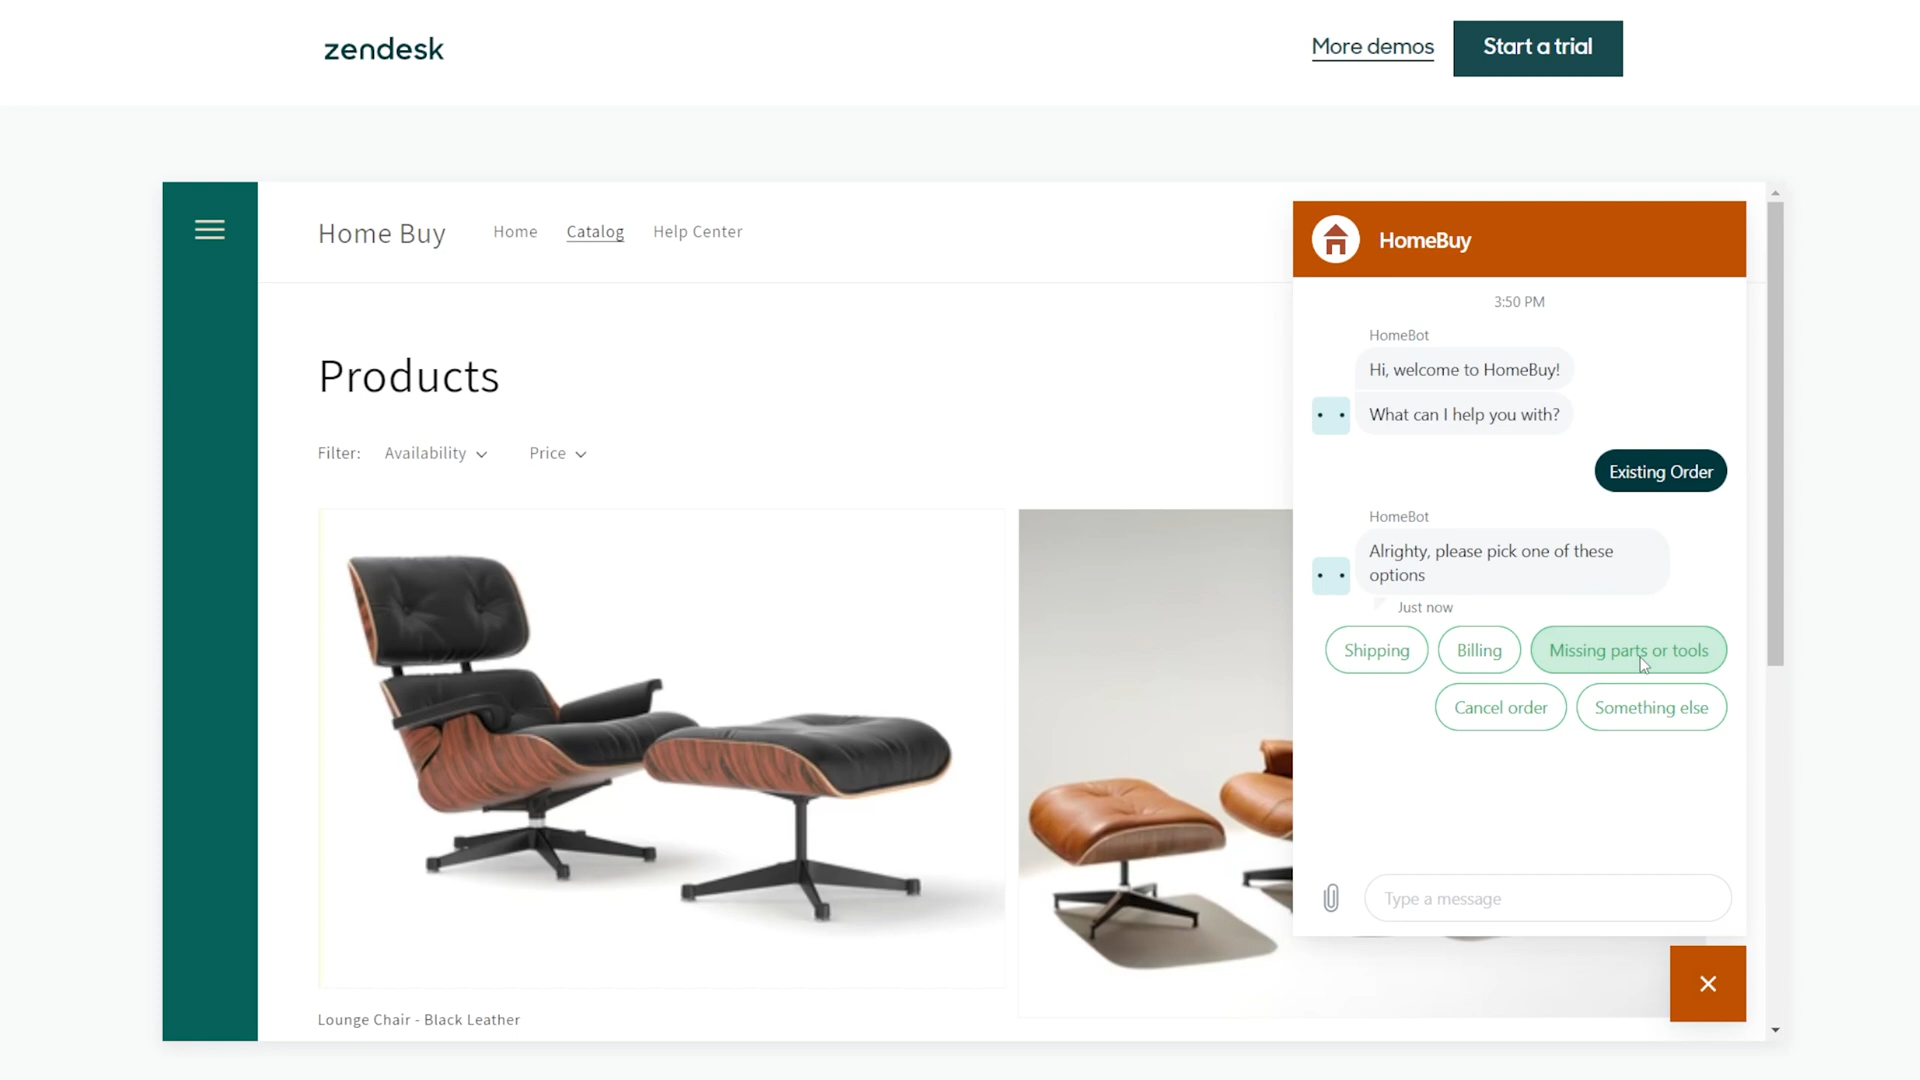 zendesk
More demos
Start a trial
Home Buy
Home
Catalog
Help Center
Products
Filter:
Availability
Price
Lounge Chair - Black Leather
HomeBuy
3:50 PM
HomeBot
Hi, welcome to HomeBuy!
What can I help you with?
Existing Order
HomeBot
Alrighty, please pick one of these
options
Just now
Shipping
Billing
Missing parts or tools
Cancel order
Something else
Type a message